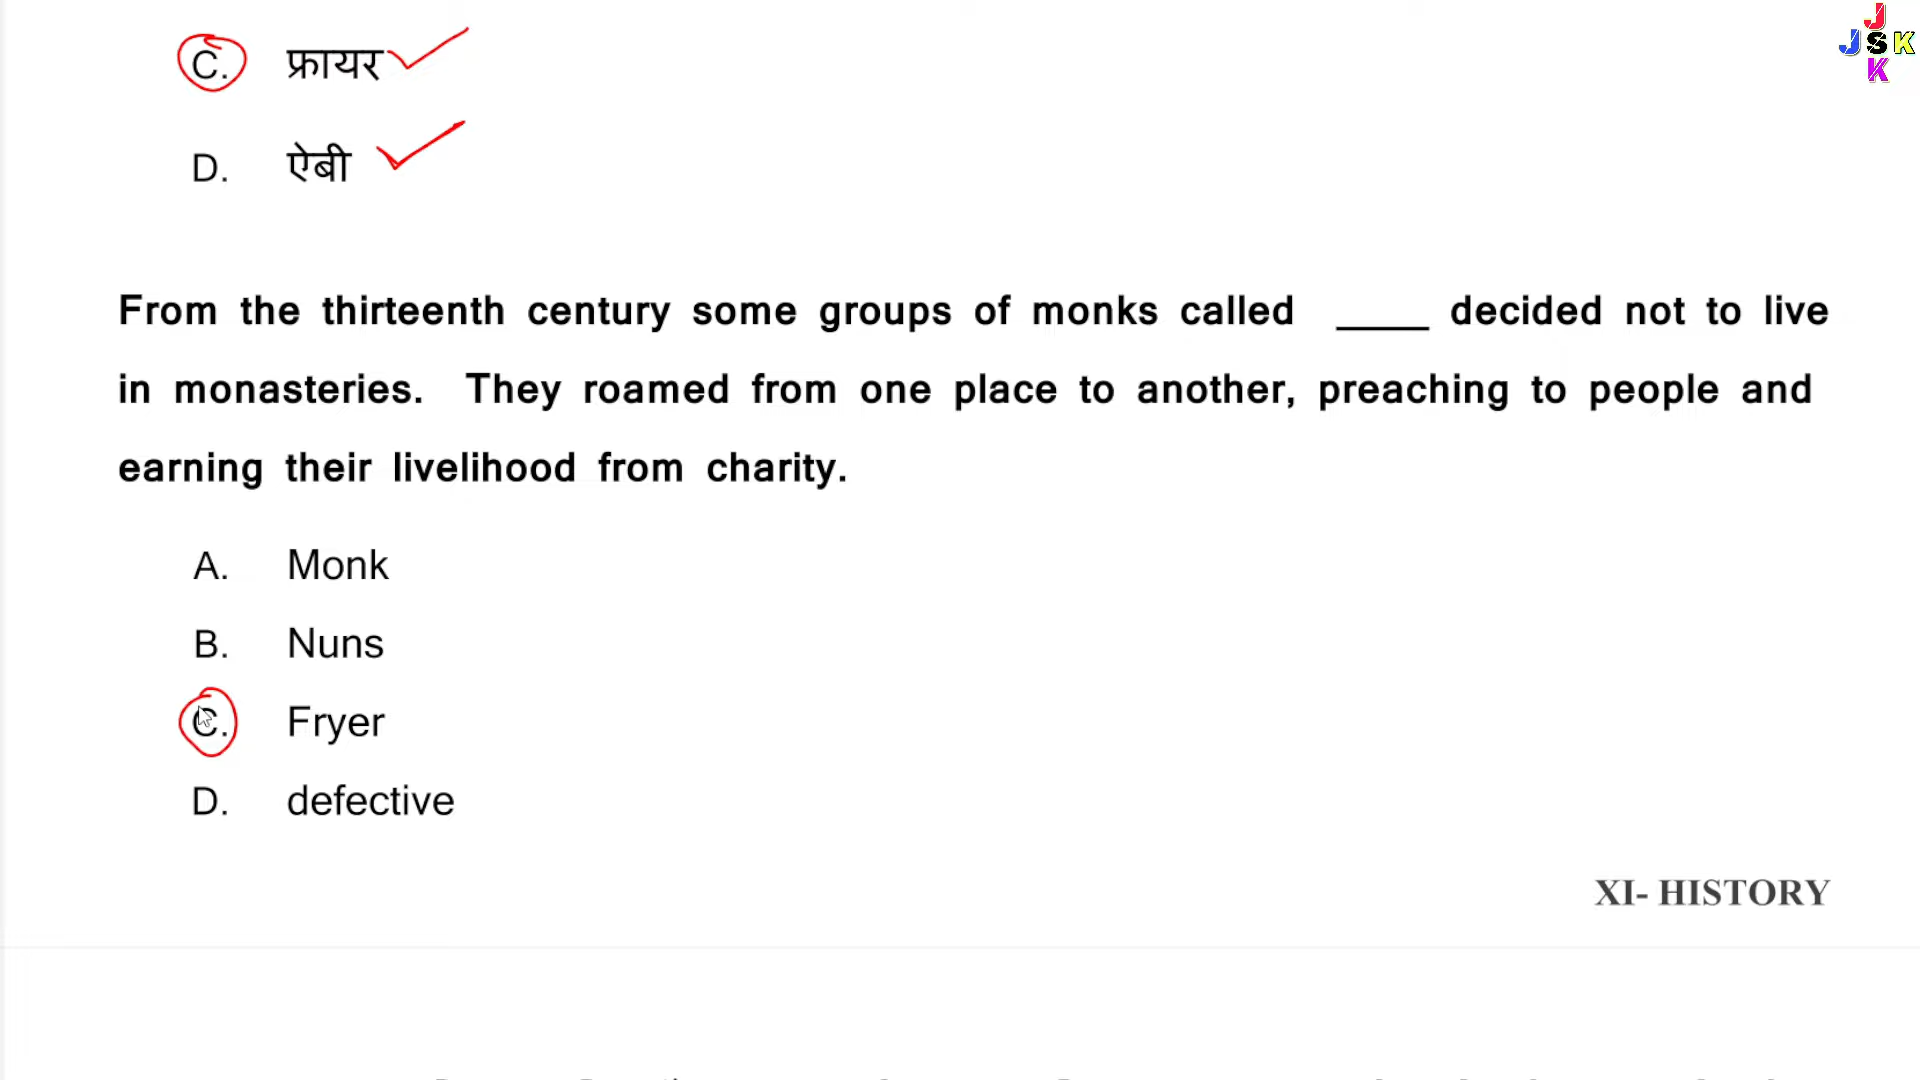 C. फ्रायर
D. ऐबी
From the thirteenth century some groups of monks called ____ decided not to live
in monasteries. They roamed from one place to another, preaching to people and
earning their livelihood from charity.
A. Monk
B. Nuns
C. Fryer
D. defective
XI- HISTORY
J
J S K
K